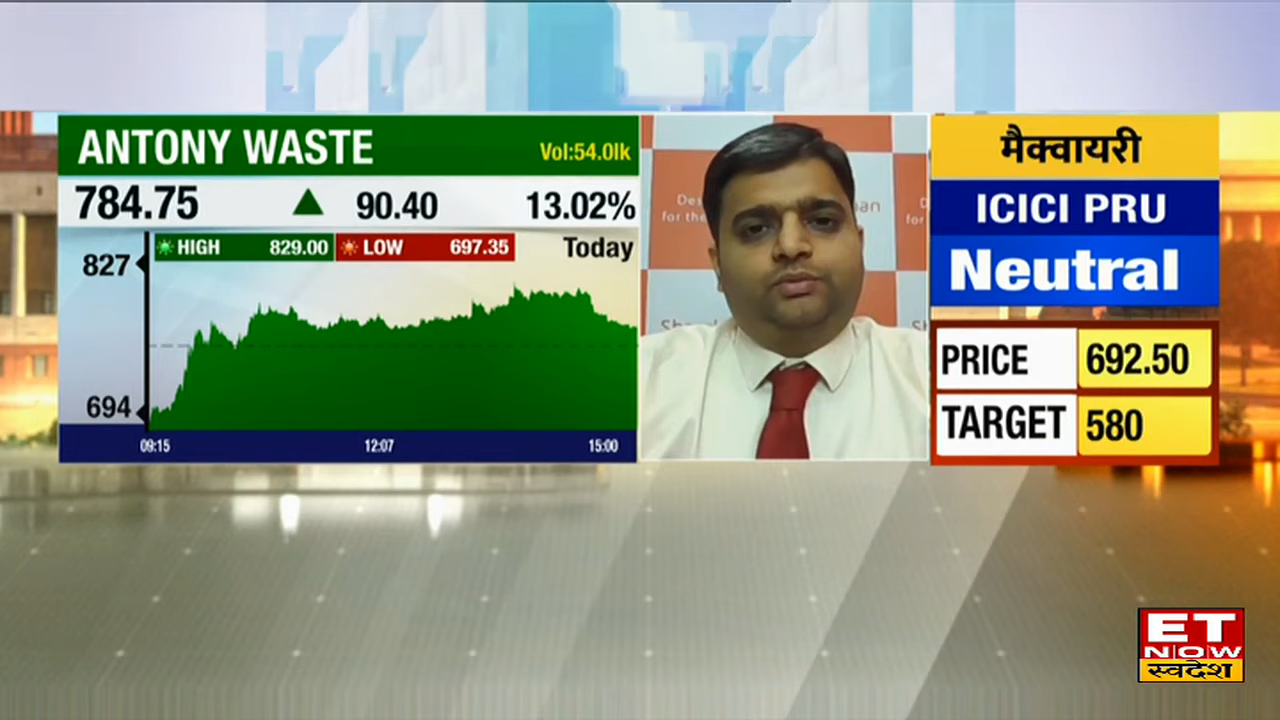 ANTONY WASTE
Vol:54.0lk
784.75 ▲ 90.40 13.02%
HIGH 829.00 LOW 697.35 Today
827
694
09:15 12:07 15:00
for the
मैक्वायरी
ICICI PRU
Neutral
PRICE 692.50
TARGET 580
ET
NOW
स्वदेश